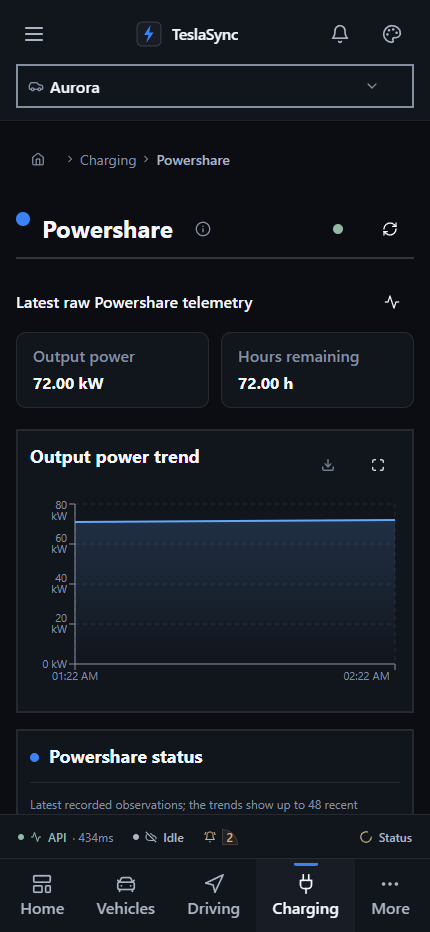 TeslaSync
Aurora
Charging Powershare
Powershare
Latest raw Powershare telemetry
Output power
72.00 kW
Hours remaining
72.00 h
Output power trend
80
kW
60
kW
40
kW
20
kW
0 kW
01:22 AM 02:22 AM
Powershare status
Latest recorded observations; the trends show up to 48 recent
API · 434ms Idle 2 Status
Home Vehicles Driving Charging More